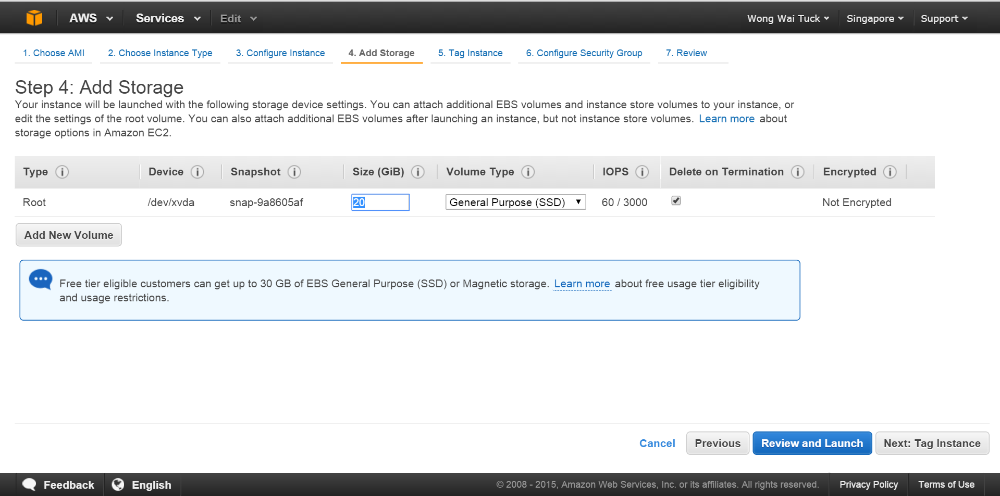 AWS Services Edit Wong Wai Tuck Singapore Support
1. Choose AMI 2. Choose Instance Type 3. Configure Instance 4. Add Storage 5. Tag Instance 6. Configure Security Group 7. Review
Step 4: Add Storage
Your instance will be launched with the following storage device settings. You can attach additional EBS volumes and instance store volumes to your instance, or
edit the settings of the root volume. You can also attach additional EBS volumes after launching an instance, but not instance store volumes. Learn more about
storage options in Amazon EC2.
Type Device Snapshot Size (GiB) Volume Type IOPS Delete on Termination Encrypted
Root /dev/xvda snap-9a8605af 20 General Purpose (SSD) 60 / 3000 Not Encrypted
Add New Volume
Free tier eligible customers can get up to 30 GB of EBS General Purpose (SSD) or Magnetic storage. Learn more about free usage tier eligibility
and usage restrictions.
Cancel Previous Review and Launch Next: Tag Instance
Feedback English © 2008 - 2015, Amazon Web Services, Inc. or its affiliates. All rights reserved. Privacy Policy Terms of Use